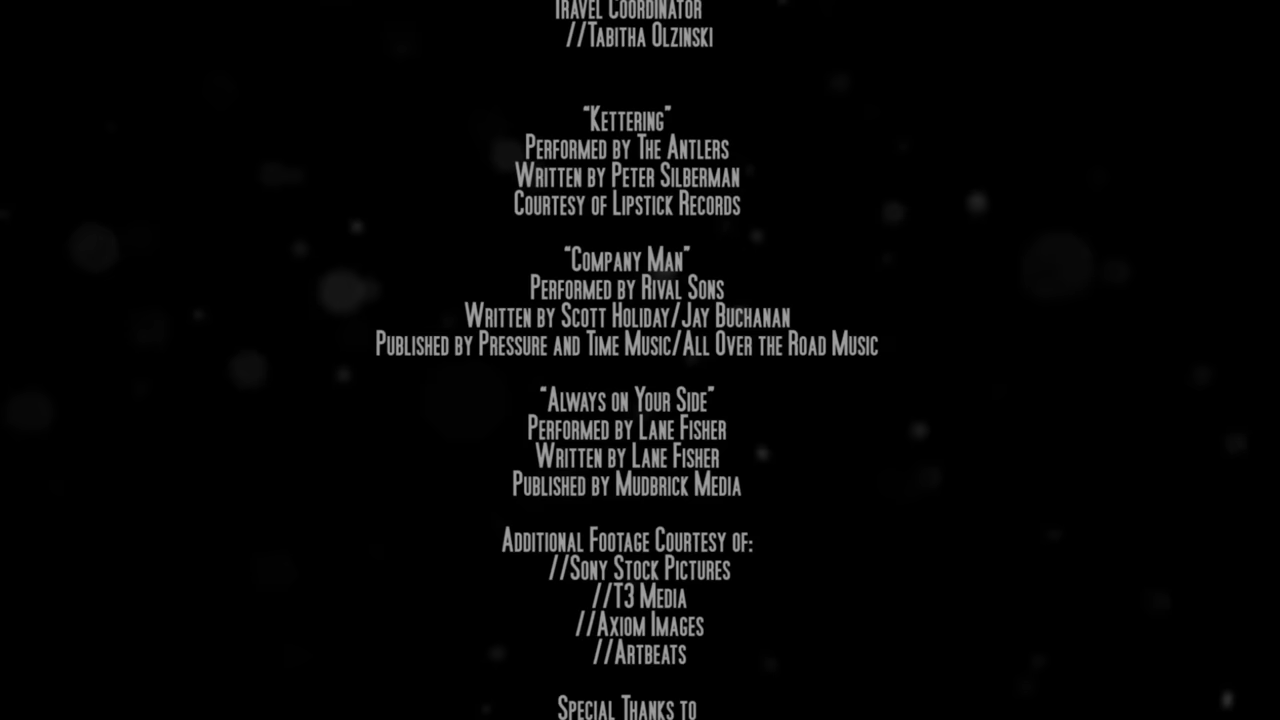 Travel Coordinator
//Tabitha Olzinski
"Kettering"
Performed by The Antlers
Written by Peter Silberman
Courtesy of Lipstick Records
"Company Man"
Performed by Rival Sons
Written by Scott Holiday/Jay Buchanan
Published by Pressure and Time Music/All Over the Road Music
"Always on Your Side"
Performed by Lane Fisher
Written by Lane Fisher
Published by Mudbrick Media
Additional Footage Courtesy of:
//Sony Stock Pictures
//T3 Media
//Axiom Images
//Artbeats
Special Thanks to